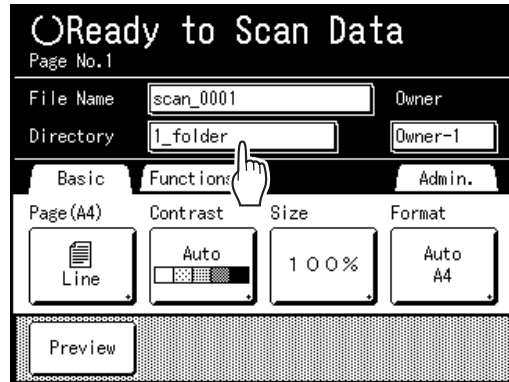 Ready to Scan Data
Page No.1
File Name scan_0001 Owner
Directory 1_folder Owner-1
Basic Functions Admin.
Page(A4) Contrast Size Format
Line Auto 100% Auto
A4
Preview